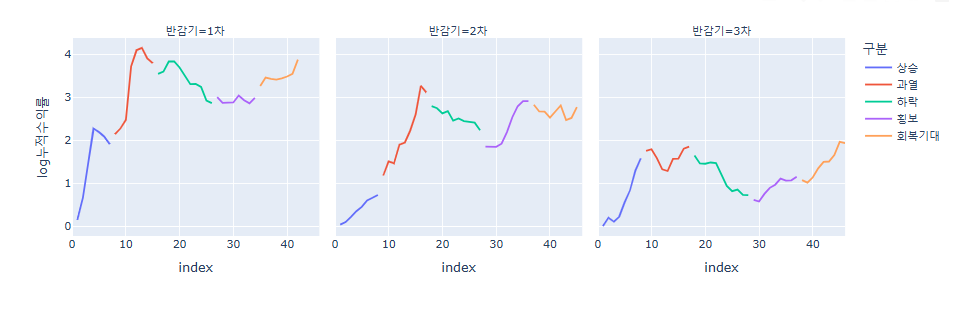 반감기=1차 반감기=2차 반감기=3차
구분
상승
과열
하락
횡보
회복기대
log누적수익률
4
3
2
1
0
0 10 20 30 40 0 10 20 30 40 0 10 20 30 40
index index index